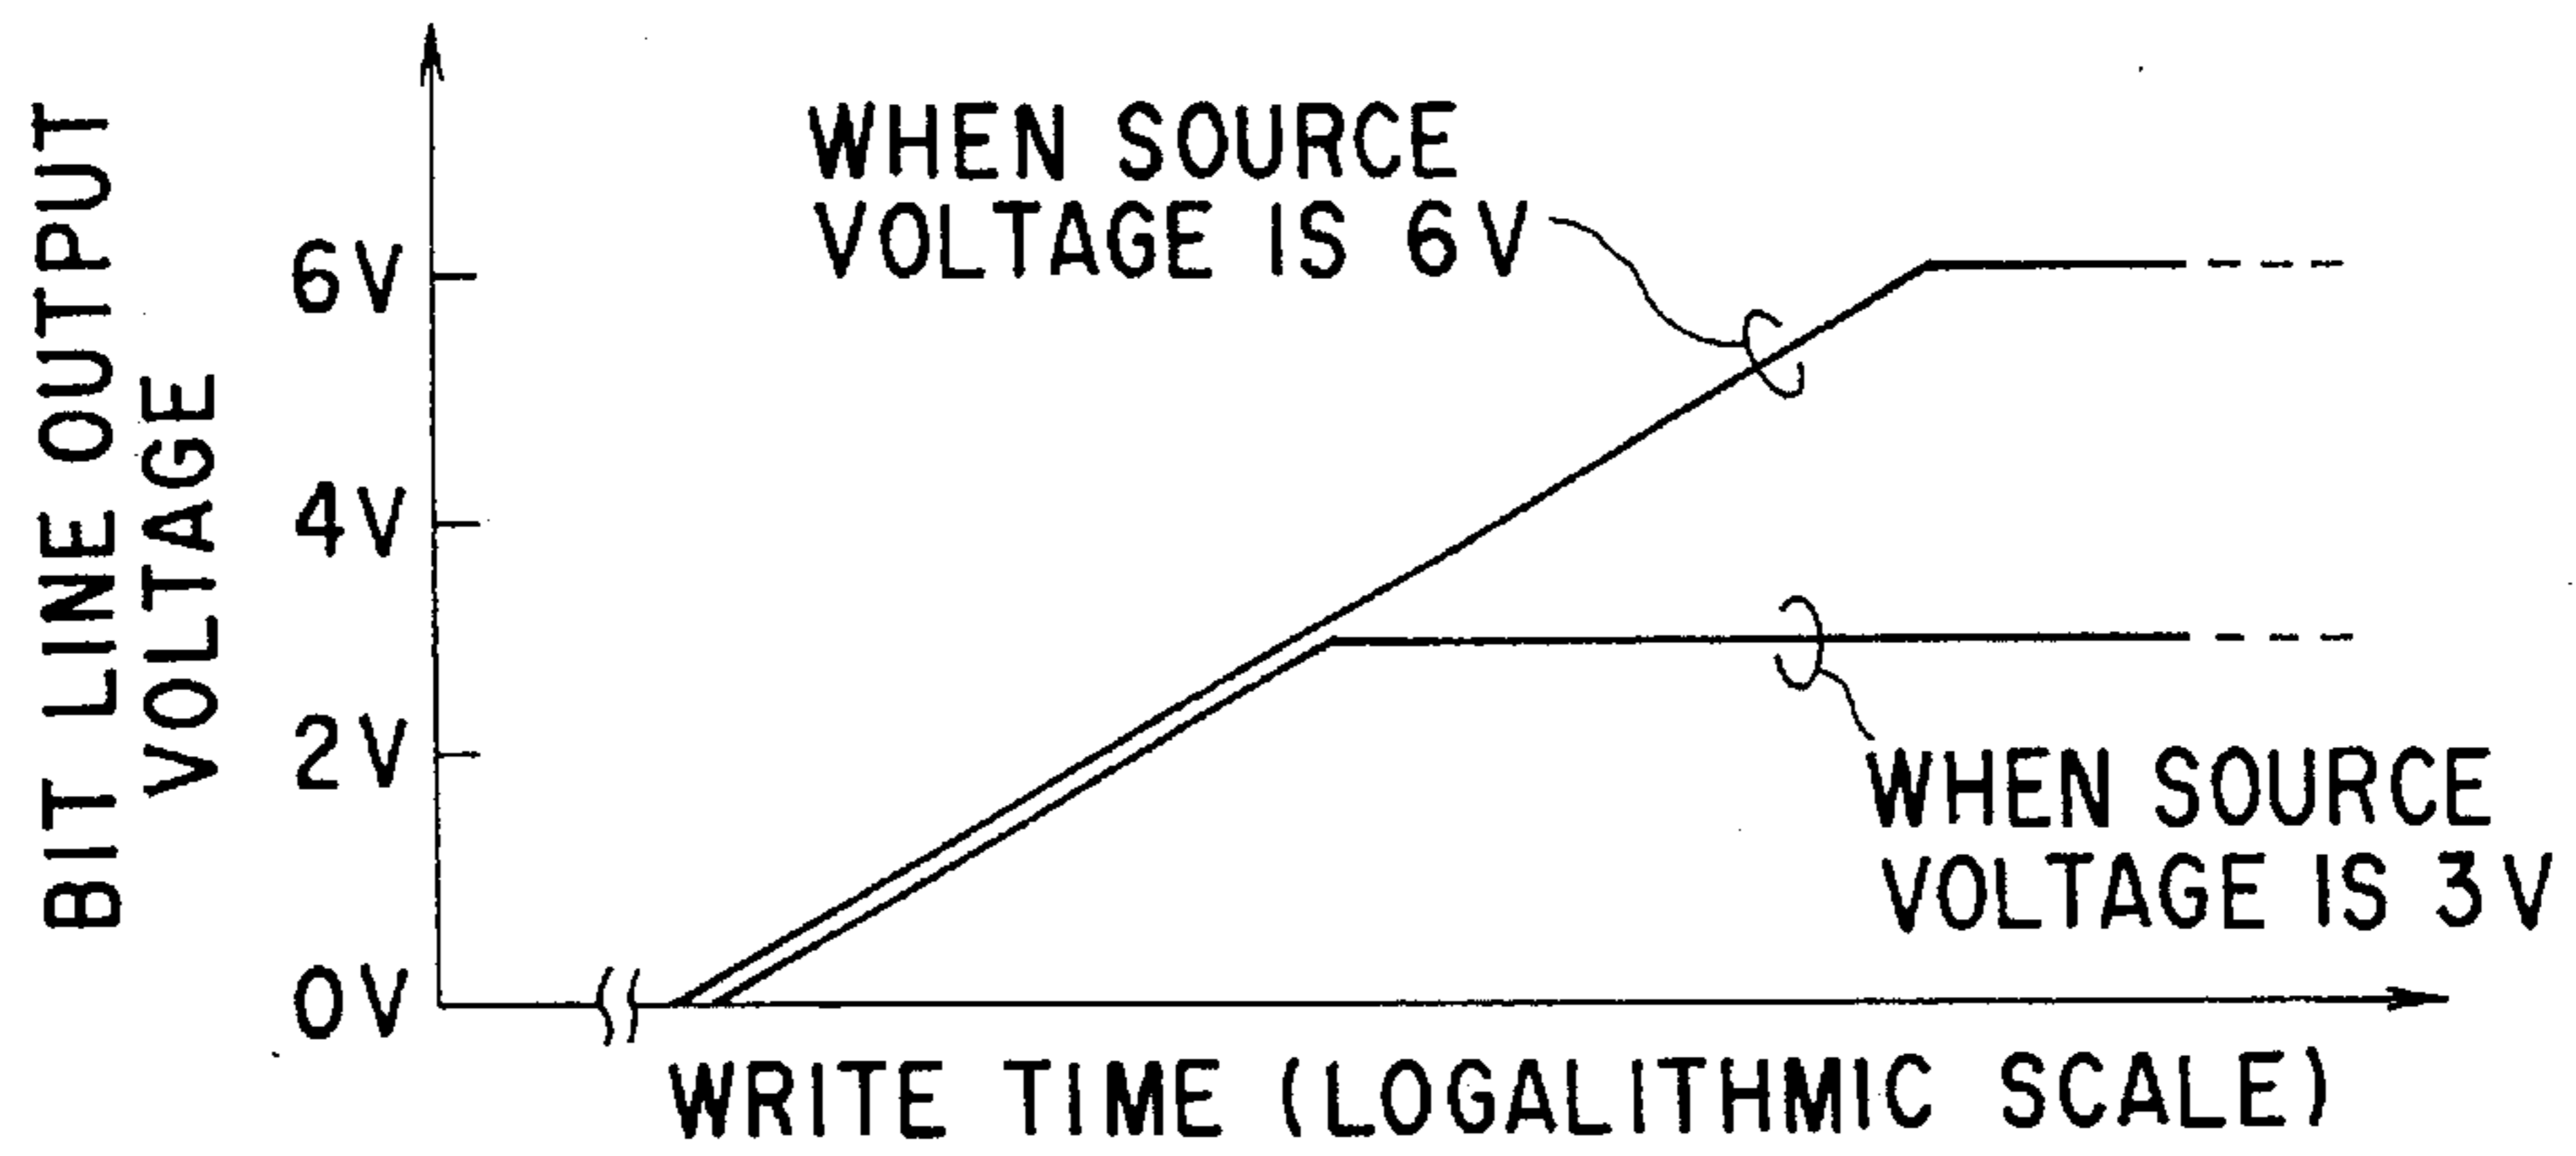 BIT LINE OUTPUT
VOLTAGE
6V
4V
2V
0V
WHEN SOURCE
VOLTAGE IS 6V
WHEN SOURCE
VOLTAGE IS 3V
WRITE TIME (LOGALITHMIC SCALE)